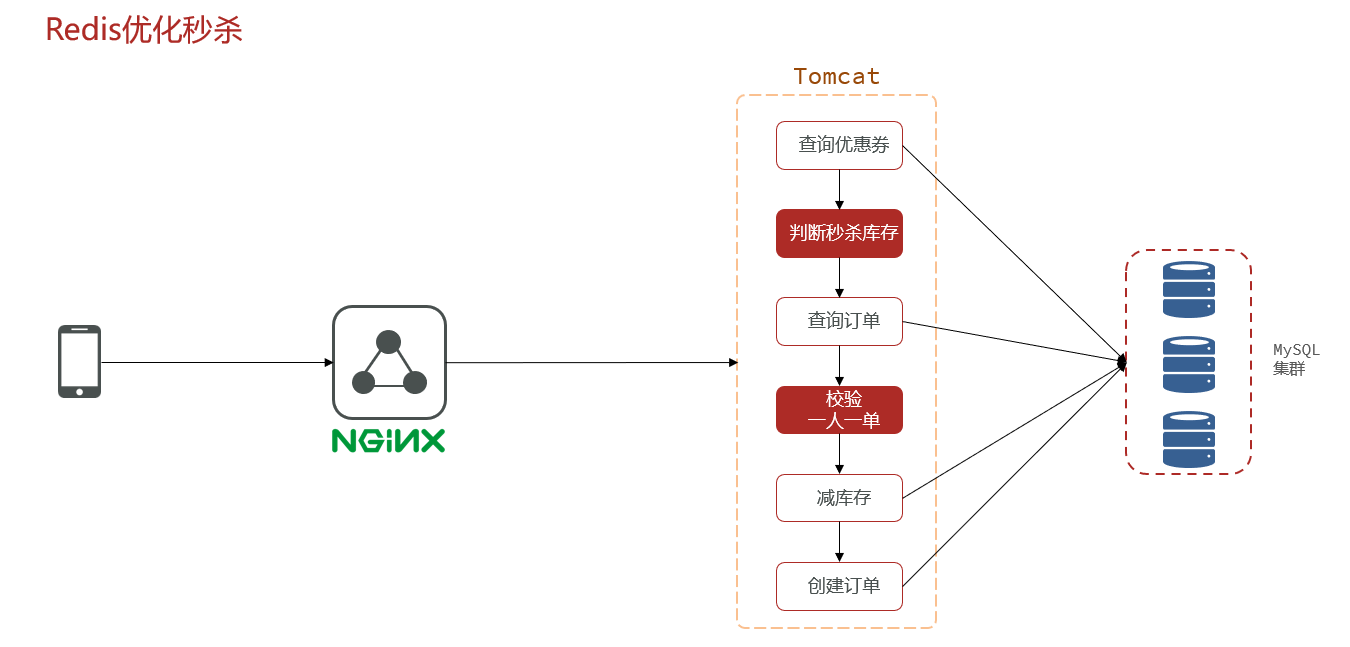 Redis优化秒杀
Tomcat
查询优惠券
判断秒杀库存
查询订单
校验
一人一单
减库存
创建订单
NGINX
MySQL
集群